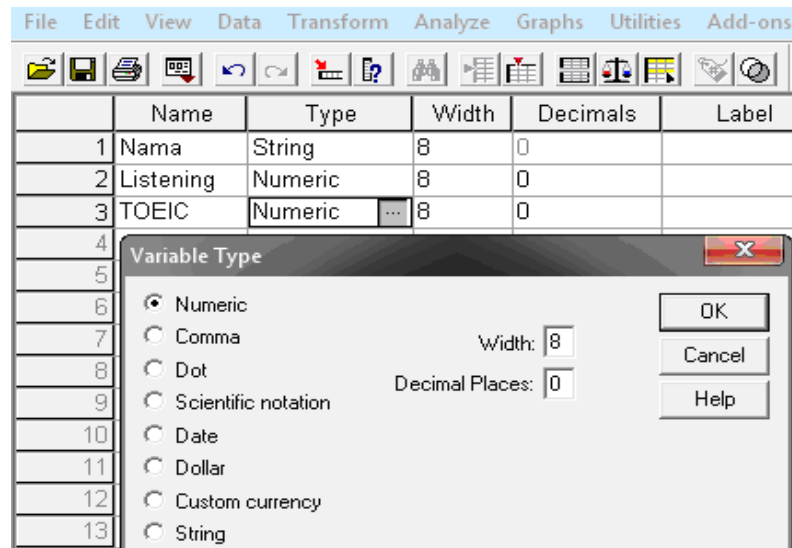 File Edit View Data Transform Analyze Graphs Utilities Add-ons
Name Type Width Decimals Label
1 Nama String 8 0
2 Listening Numeric 8 0
3 TOEIC Numeric ... 8 0
4
Variable Type
5
6 Numeric OK
7 Comma Width: 8
8 Dot Cancel
Decimal Places: 0
9 Scientific notation Help
10 Date
11 Dollar
12 Custom currency
13 String